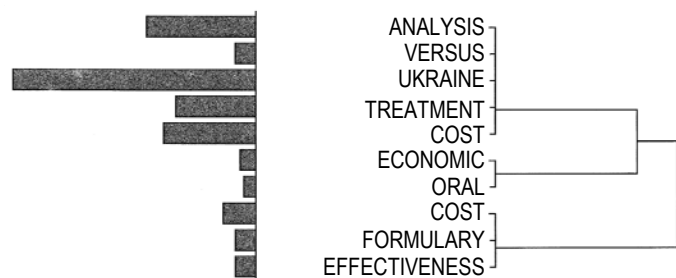 ANALYSIS
VERSUS
UKRAINE
TREATMENT
COST
ECONOMIC
ORAL
COST
FORMULARY
EFFECTIVENESS